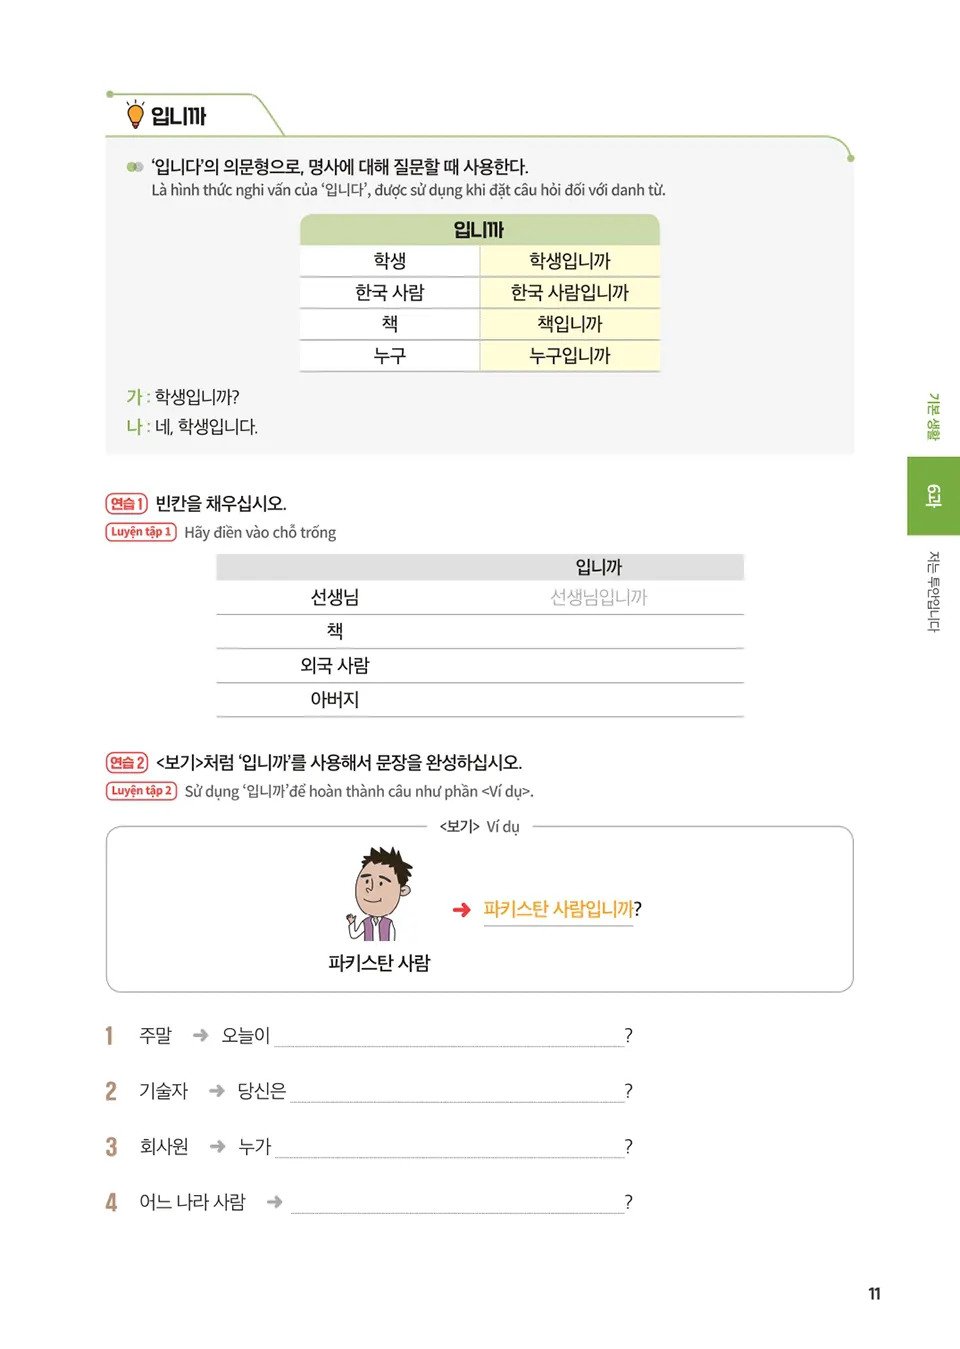 입니까
'입니다'의 의문형으로, 명사에 대해 질문할 때 사용한다.
Là hình thức nghi vấn của '입니다', được sử dụng khi đặt câu hỏi đối với danh từ.
입니까
학생 학생입니까
한국 사람 한국 사람입니까
책 책입니까
누구 누구입니까
가 : 학생입니까?
나 : 네, 학생입니다.
기본 생활
6과
저는 투안입니다
연습 1 빈칸을 채우십시오.
Luyện tập 1 Hãy điền vào chỗ trống
입니까
선생님 선생님입니까
책
외국 사람
아버지
연습 2 <보기>처럼 '입니까'를 사용해서 문장을 완성하십시오.
Luyện tập 2 Sử dụng '입니까'để hoàn thành câu như phần <Ví dụ>.
<보기> Ví dụ
➜ 파키스탄 사람입니까?
파키스탄 사람
1 주말 ➜ 오늘이 ?
2 기술자 ➜ 당신은 ?
3 회사원 ➜ 누가 ?
4 어느 나라 사람 ➜ ?
11